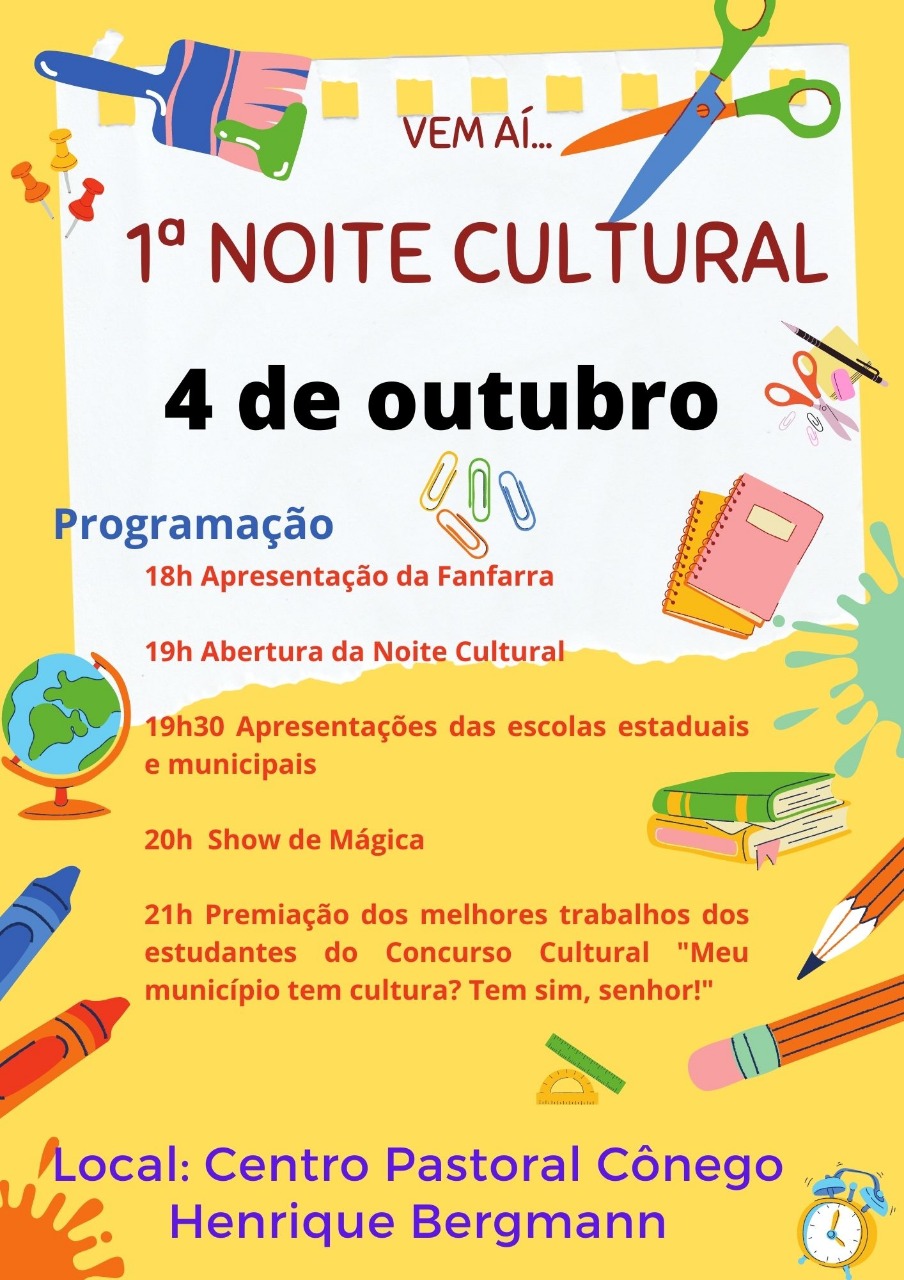 VEM AÍ...
1ª NOITE CULTURAL
4 de outubro
Programação
18h Apresentação da Fanfarra
19h Abertura da Noite Cultural
19h30 Apresentações das escolas estaduais
e municipais
20h Show de Mágica
21h Premiação dos melhores trabalhos dos
estudantes do Concurso Cultural "Meu
município tem cultura? Tem sim, senhor!"
Local: Centro Pastoral Cônego
Henrique Bergmann